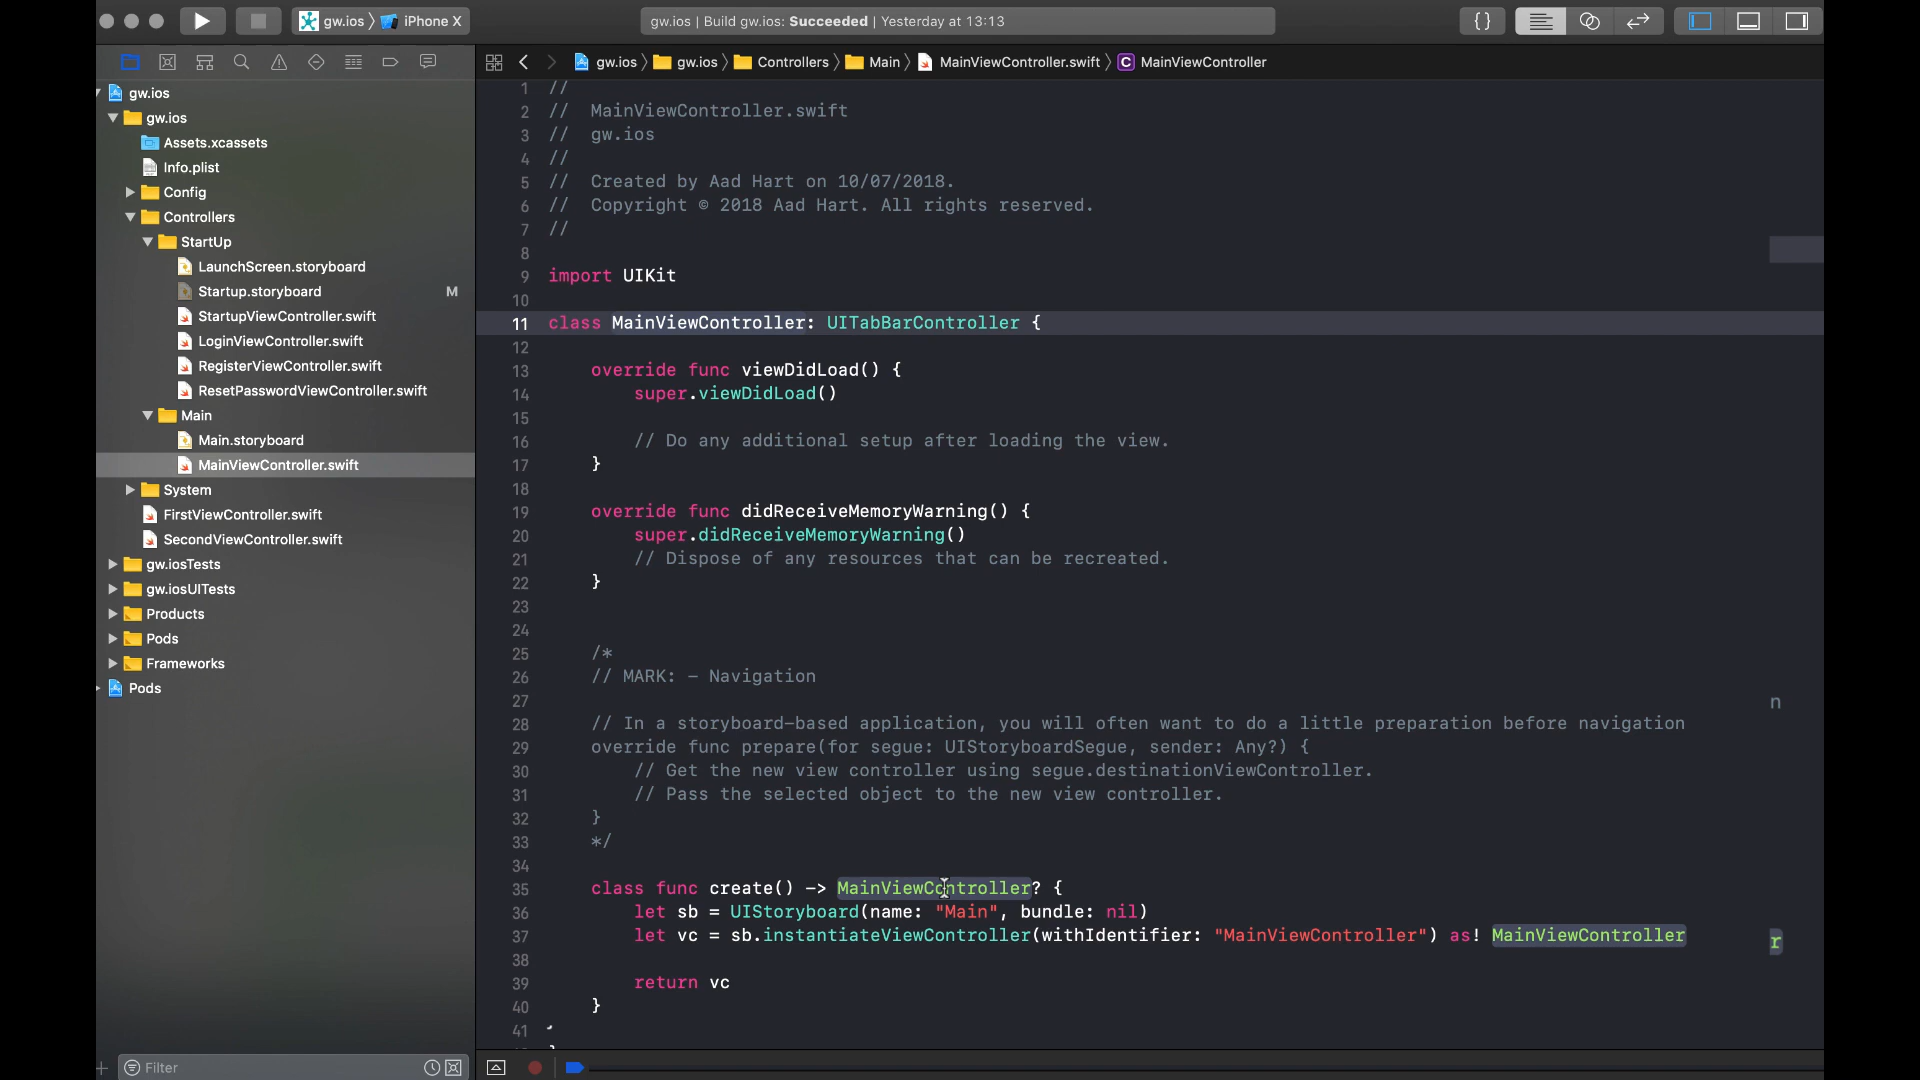 gw.ios
iPhone X
gw.ios | Build gw.ios: Succeeded | Yesterday at 13:13
{}
gw.ios
gw.ios
Assets.xcassets
Info.plist
Config
Controllers
StartUp
LaunchScreen.storyboard
Startup.storyboard M
StartupViewController.swift
LoginViewController.swift
RegisterViewController.swift
ResetPasswordViewController.swift
Main
Main.storyboard
MainViewController.swift
System
FirstViewController.swift
SecondViewController.swift
gw.iosTests
gw.iosUITests
Products
Pods
Frameworks
Pods
Filter
gw.ios gw.ios Controllers Main MainViewController.swift C MainViewController
1 //
2 // MainViewController.swift
3 // gw.ios
4 //
5 // Created by Aad Hart on 10/07/2018.
6 // Copyright © 2018 Aad Hart. All rights reserved.
7 //
8
9 import UIKit
10
11 class MainViewController: UITabBarController {
12
13 override func viewDidLoad() {
14 super.viewDidLoad()
15
16 // Do any additional setup after loading the view.
17 }
18
19 override func didReceiveMemoryWarning() {
20 super.didReceiveMemoryWarning()
21 // Dispose of any resources that can be recreated.
22 }
23
24
25 /*
26 // MARK: - Navigation
27
28 // In a storyboard-based application, you will often want to do a little preparation before navigation
29 override func prepare(for segue: UIStoryboardSegue, sender: Any?) {
30 // Get the new view controller using segue.destinationViewController.
31 // Pass the selected object to the new view controller.
32 }
33 */
34
35 class func create() -> MainViewController? {
36 let sb = UIStoryboard(name: "Main", bundle: nil)
37 let vc = sb.instantiateViewController(withIdentifier: "MainViewController") as! MainViewController
38
39 return vc
40 }
41
n
r